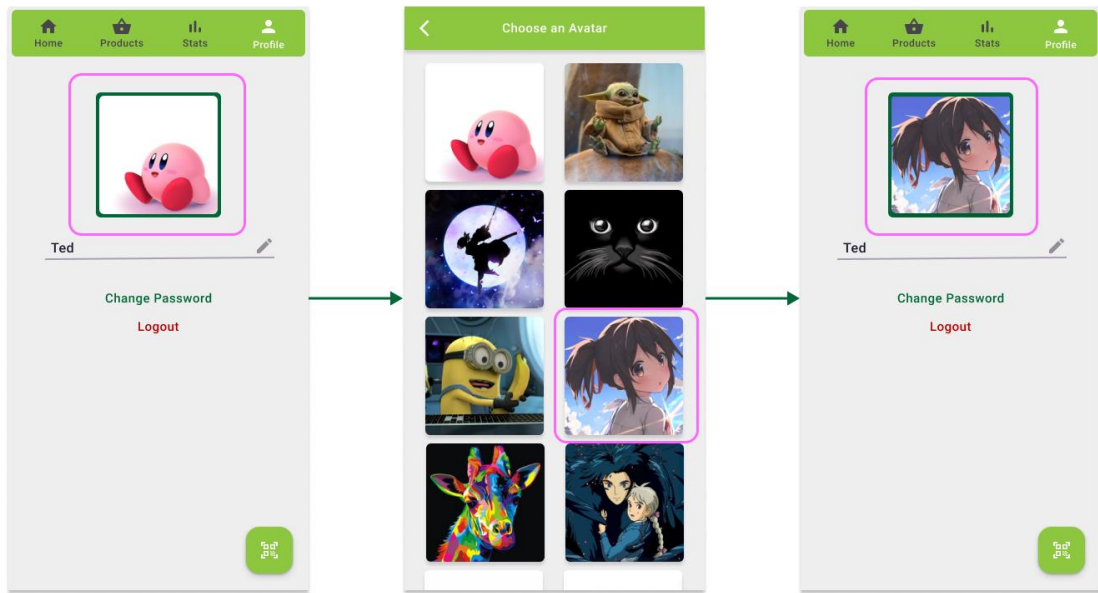 Home Products Stats Profile
Ted
Change Password
Logout
Choose an Avatar
Home Products Stats Profile
Ted
Change Password
Logout